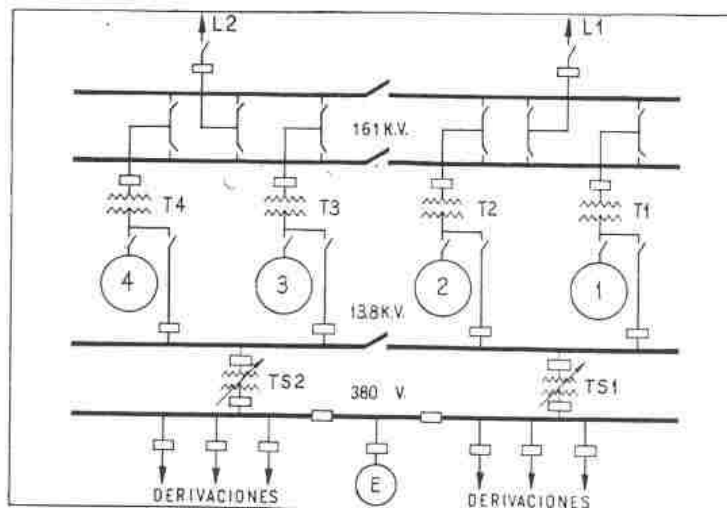 L2
L1
161 K.V.
T4
T3
T2
T1
4
3
2
1
13.8 K.V.
TS2
380 V.
TS1
E
DERIVACIONES
DERIVACIONES